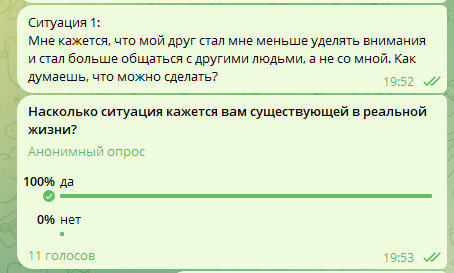 Ситуация 1:
Мне кажется, что мой друг стал мне меньше уделять внимания
и стал больше общаться с другими людьми, а не со мной. Как
думаешь, что можно сделать?
19:52
Насколько ситуация кажется вам существующей в реальной
жизни?
Анонимный опрос
100% да
0% нет
11 голосов
19:53